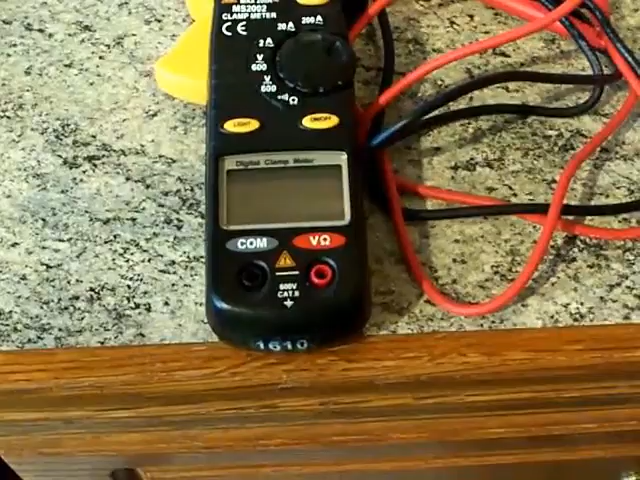 MS2002
CLAMP METER
CE
20A 200A
2A
V
600
V
600
Ω
LIGHT ON/OFF
Digital Clamp Meter
COM VΩ
600V
CAT.II
1610